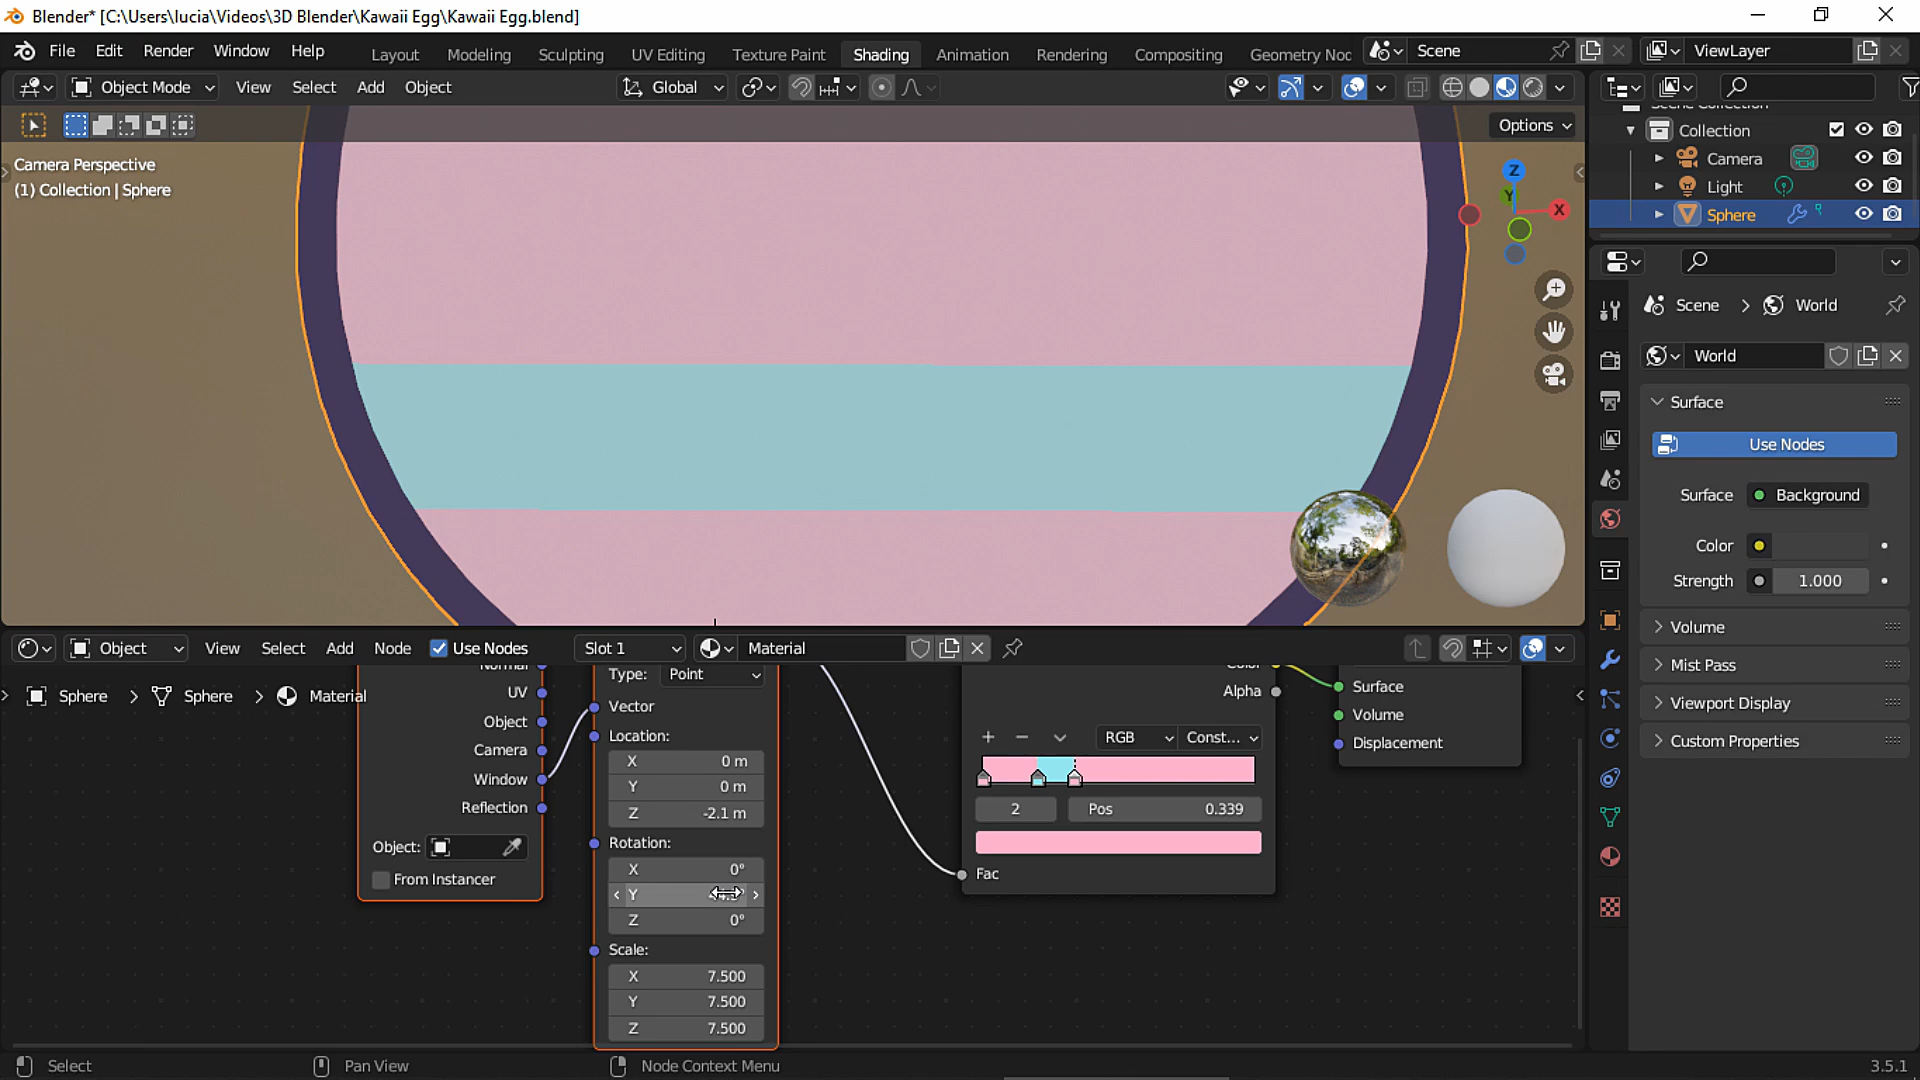 Blender* [C:\Users\lucia\Videos\3D Blender\Kawaii Egg\Kawaii Egg.blend]
File Edit Render Window Help Layout Modeling Sculpting UV Editing Texture Paint Shading Animation Rendering Compositing Geometry Noc Scene ViewLayer
Object Mode View Select Add Object Global
Options
Camera Perspective
(1) Collection | Sphere
Z
Y
X
Scene Collection
Collection
Camera
Light
Sphere
Scene > World
World
Surface
Use Nodes
Surface Background
Color
Strength 1.000
Volume
Mist Pass
Viewport Display
Custom Properties
Object View Select Add Node Use Nodes Slot 1 Material
Sphere > Sphere > Material
Normal
UV
Object
Camera
Window
Reflection
Object:
From Instancer
Type: Point
Vector
Location:
X 0 m
Y 0 m
Z -2.1 m
Rotation:
X 0°
Y
Z 0°
Scale:
X 7.500
Y 7.500
Z 7.500
Color
Alpha
RGB Const...
2 Pos 0.339
Fac
Surface
Volume
Displacement
Select Pan View Node Context Menu 3.5.1